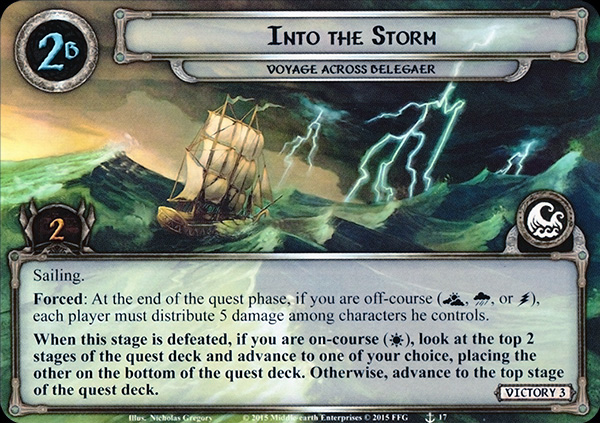 2B
INTO THE STORM
VOYAGE ACROSS BELEGAER
2
Sailing.
Forced: At the end of the quest phase, if you are off-course (, , or ),
each player must distribute 5 damage among characters he controls.
When this stage is defeated, if you are on-course (), look at the top 2
stages of the quest deck and advance to one of your choice, placing the
other on the bottom of the quest deck. Otherwise, advance to the top stage
of the quest deck.
VICTORY 3
Illus. Nicholas Gregory © 2015 Middle-earth Enterprises © 2015 FFG 17